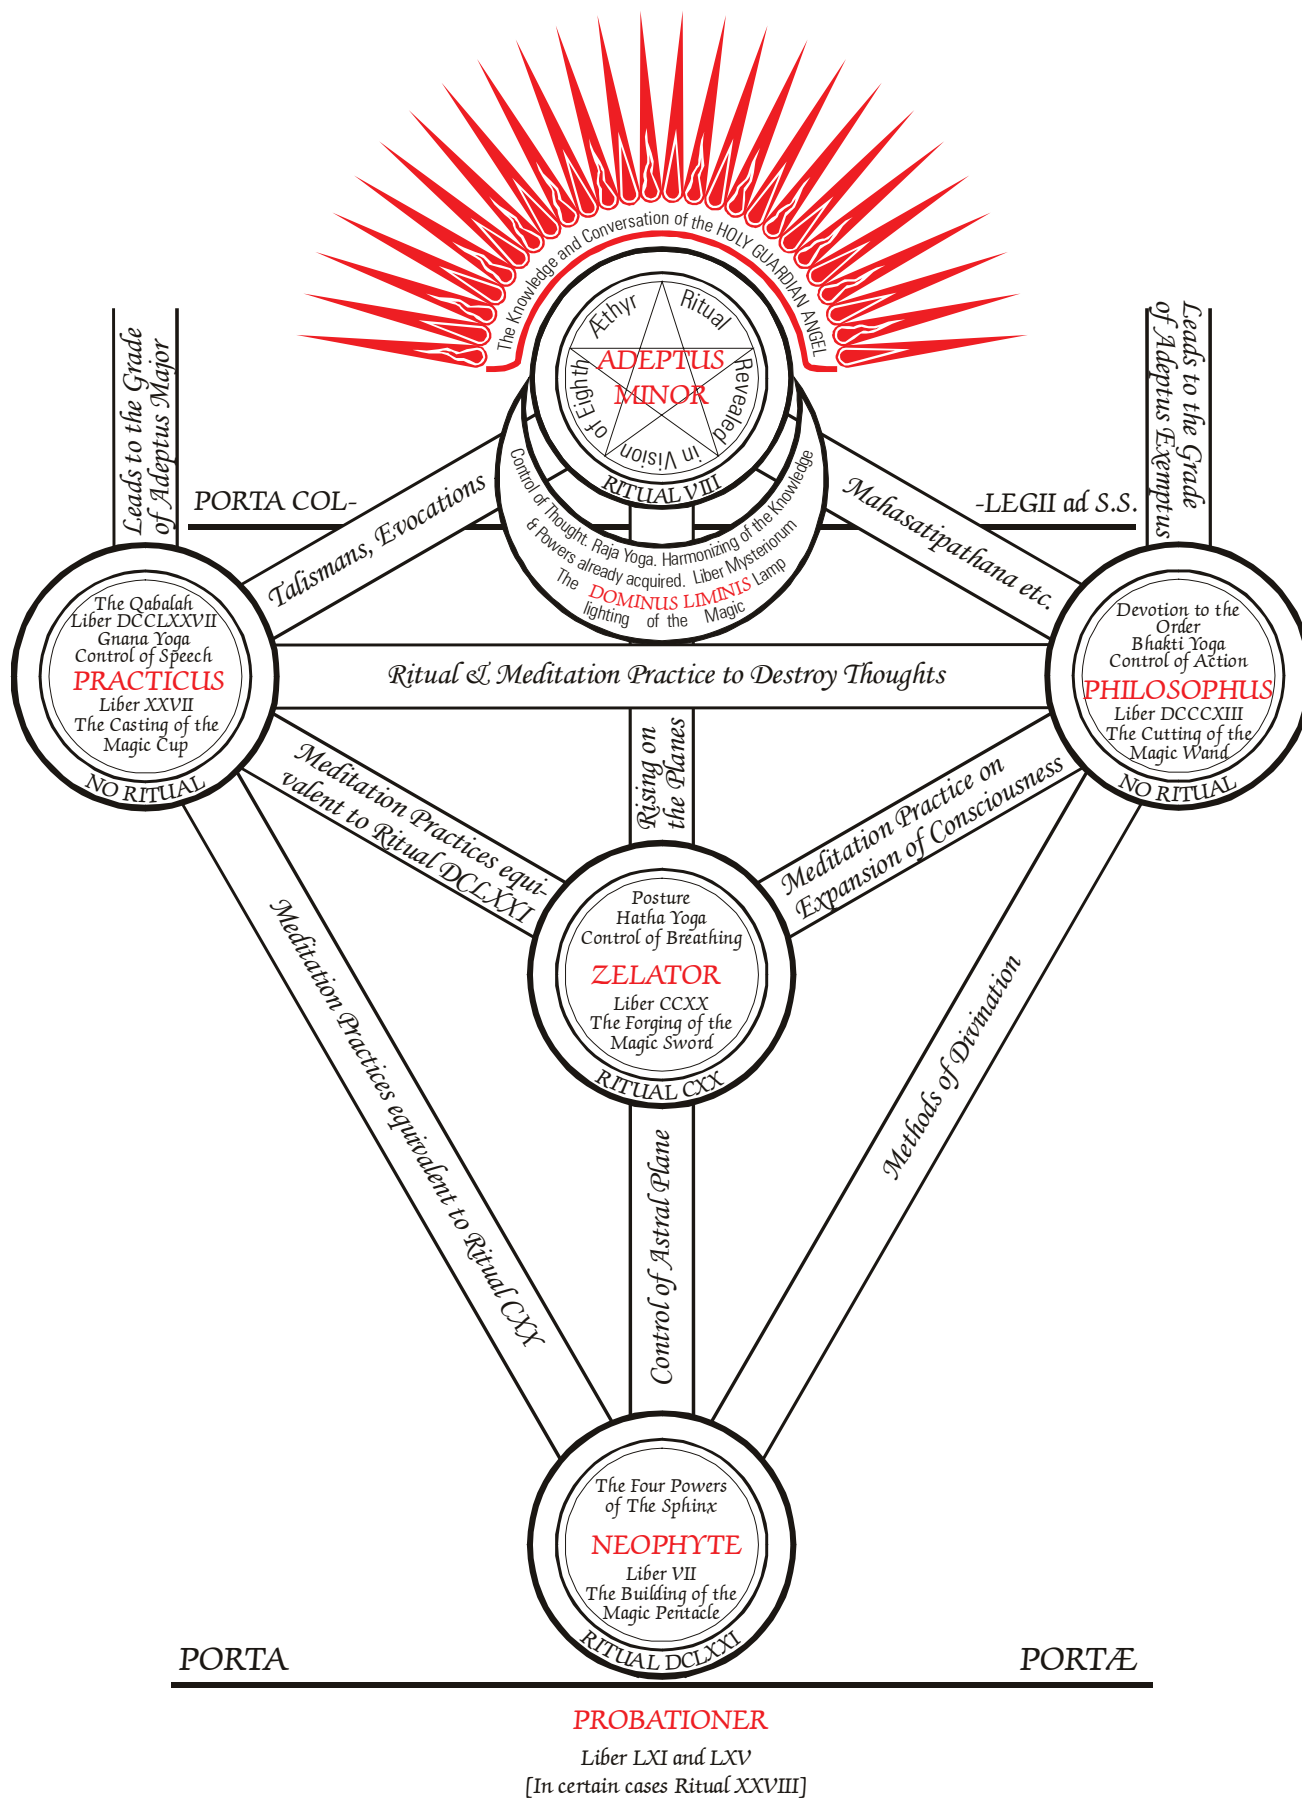 The Knowledge and Conversation of the HOLY GUARDIAN ANGEL
Æthyr Ritual
ADEPTUS
MINOR
of Eighth Revealed
in Vision
RITUAL VIII
Leads to the Grade
of Adeptus Major
Leads to the Grade
of Adeptus Exemptus
PORTA COL-
-LEGII ad S.S.
Talismans, Evocations
Mahasatipathana etc.
Control of Thought. Raja Yoga. Harmonizing of the Knowledge
& Powers already acquired. Liber Mysteriorum
The DOMINUS LIMINIS Lamp
lighting of the Magic
The Qabalah
Liber DCCLXXVII
Gnana Yoga
Control of Speech
PRACTICUS
Liber XXVII
The Casting of the
Magic Cup
NO RITUAL
Ritual & Meditation Practice to Destroy Thoughts
Devotion to the
Order
Bhakti Yoga
Control of Action
PHILOSOPHUS
Liber DCCCXIII
The Cutting of the
Magic Wand
NO RITUAL
Meditation Practices equi-
valent to Ritual DCLXXI
Rising on
the Planes
Meditation Practice on
Expansion of Consciousness
Posture
Hatha Yoga
Control of Breathing
ZELATOR
Liber CCXX
The Forging of the
Magic Sword
RITUAL CXX
Meditation Practices equivalent to Ritual CXX
Control of Astral Plane
Methods of Divination
The Four Powers
of The Sphinx
NEOPHYTE
Liber VII
The Building of the
Magic Pentacle
RITUAL DCLXXI
PORTA
PORTÆ
PROBATIONER
Liber LXI and LXV
[In certain cases Ritual XXVIII]